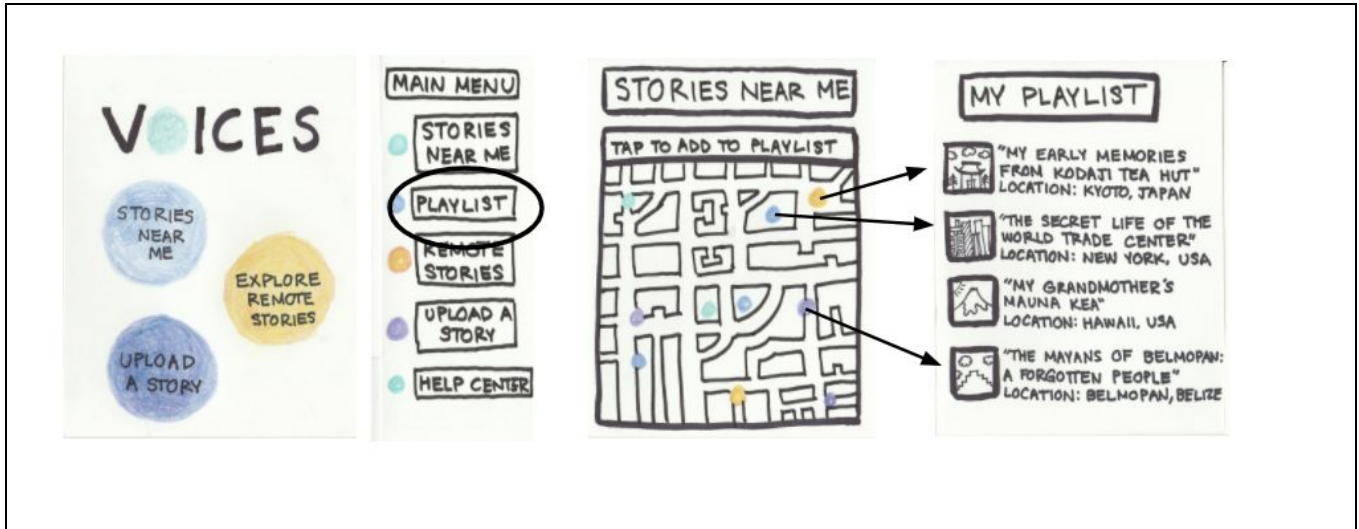 VOICES
STORIES
NEAR
ME
EXPLORE
REMOTE
STORIES
UPLOAD
A STORY
MAIN MENU
STORIES
NEAR ME
PLAYLIST
REMOTE
STORIES
UPLOAD A
STORY
HELP CENTER
STORIES NEAR ME
TAP TO ADD TO PLAYLIST
MY PLAYLIST
"MY EARLY MEMORIES
FROM KODAJI TEA HUT"
LOCATION: KYOTO, JAPAN
"THE SECRET LIFE OF THE
WORLD TRADE CENTER"
LOCATION: NEW YORK, USA
"MY GRANDMOTHER'S
MAUNA KEA"
LOCATION: HAWAII, USA
"THE MAYANS OF BELMOPAN:
A FORGOTTEN PEOPLE"
LOCATION: BELMOPAN, BELIZE